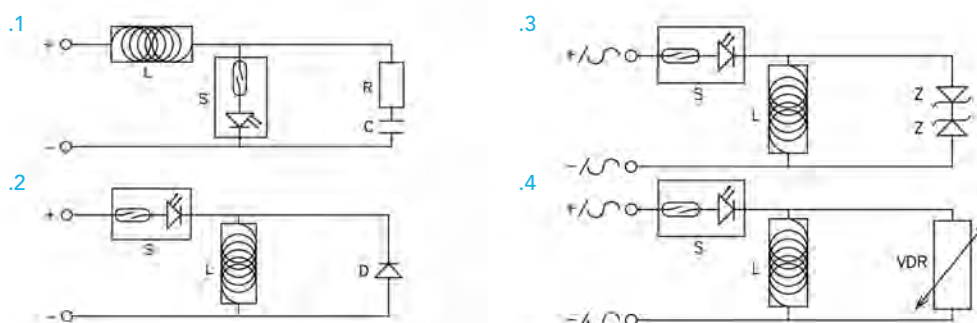 .1
+
L
S
R
C
-
.2
+
S
L
D
-
.3
+/∿
S
L
Z
Z
-/∿
.4
+/∿
S
L
VDR
-/∿